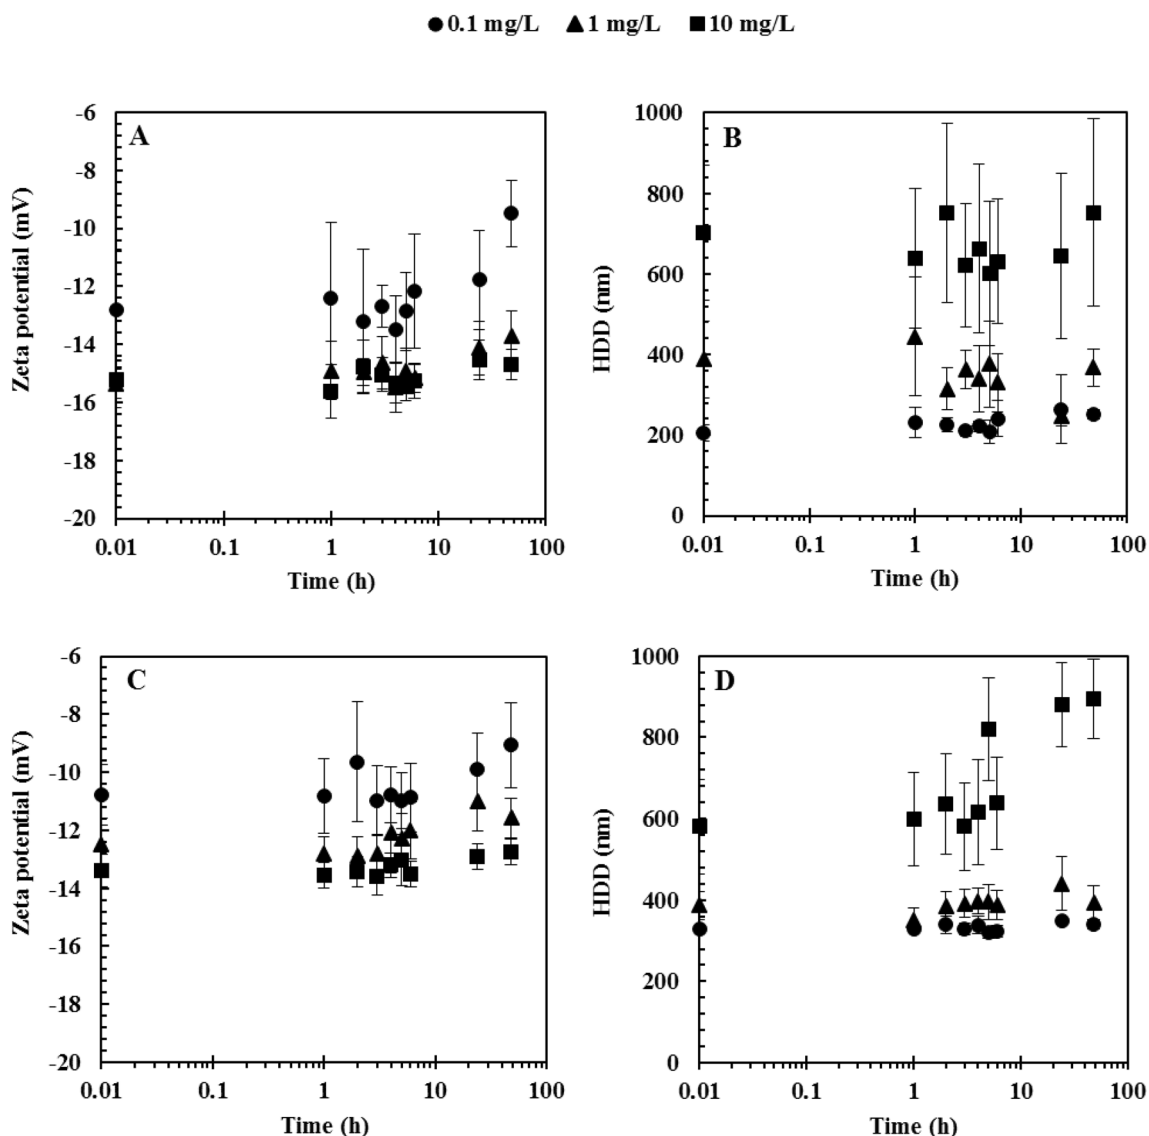 0.1 mg/L 1 mg/L 10 mg/L
A
Zeta potential (mV)
-6
-8
-10
-12
-14
-16
-18
-20
0.01 0.1 1 10 100
Time (h)
B
HDD (nm)
1000
800
600
400
200
0
0.01 0.1 1 10 100
Time (h)
C
Zeta potential (mV)
-6
-8
-10
-12
-14
-16
-18
-20
0.01 0.1 1 10 100
Time (h)
D
HDD (nm)
1000
800
600
400
200
0
0.01 0.1 1 10 100
Time (h)